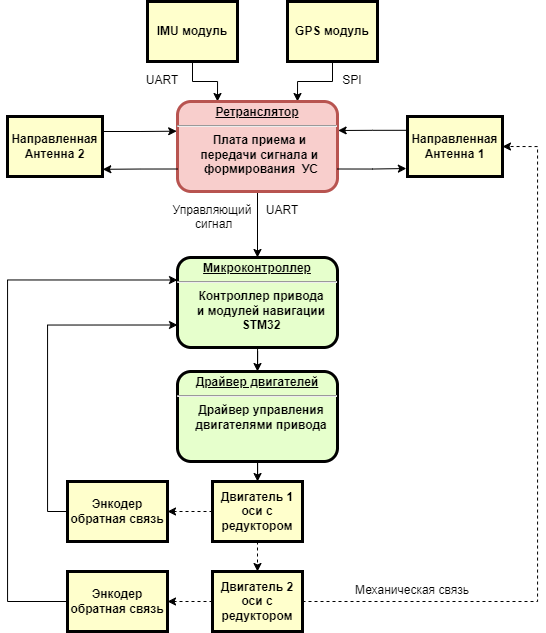 IMU модуль
GPS модуль
UART
SPI
Ретранслятор
Плата приема и
передачи сигнала и
формирования УС
Направленная
Антенна 2
Направленная
Антенна 1
Управляющий
сигнал
UART
Микроконтроллер
Контроллер привода
и модулей навигации
STM32
Драйвер двигателей
Драйвер управления
двигателями привода
Энкодер
обратная связь
Двигатель 1
оси с
редуктором
Энкодер
обратная связь
Двигатель 2
оси с
редуктором
Механическая связь